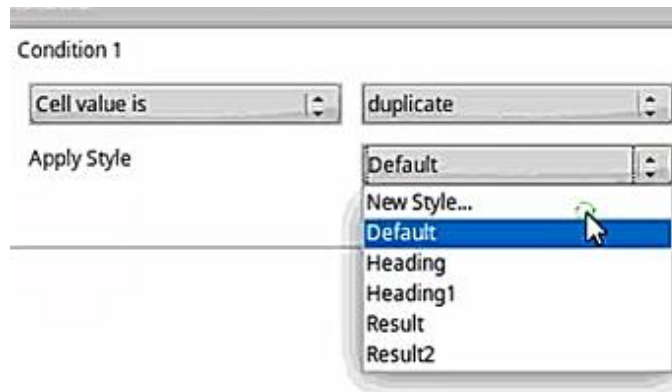 Condition 1
Cell value is duplicate
Apply Style Default
New Style...
Default
Heading
Heading1
Result
Result2